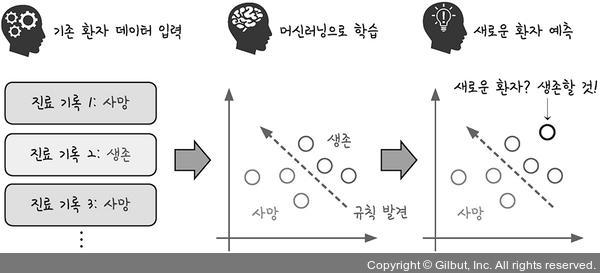 기존 환자 데이터 입력
머신러닝으로 학습
새로운 환자 예측
진료 기록 1: 사망
진료 기록 2: 생존
진료 기록 3: 사망
생존
사망
규칙 발견
새로운 환자? 생존할 것!
사망
Copyright © Gilbut, Inc. All rights reserved.